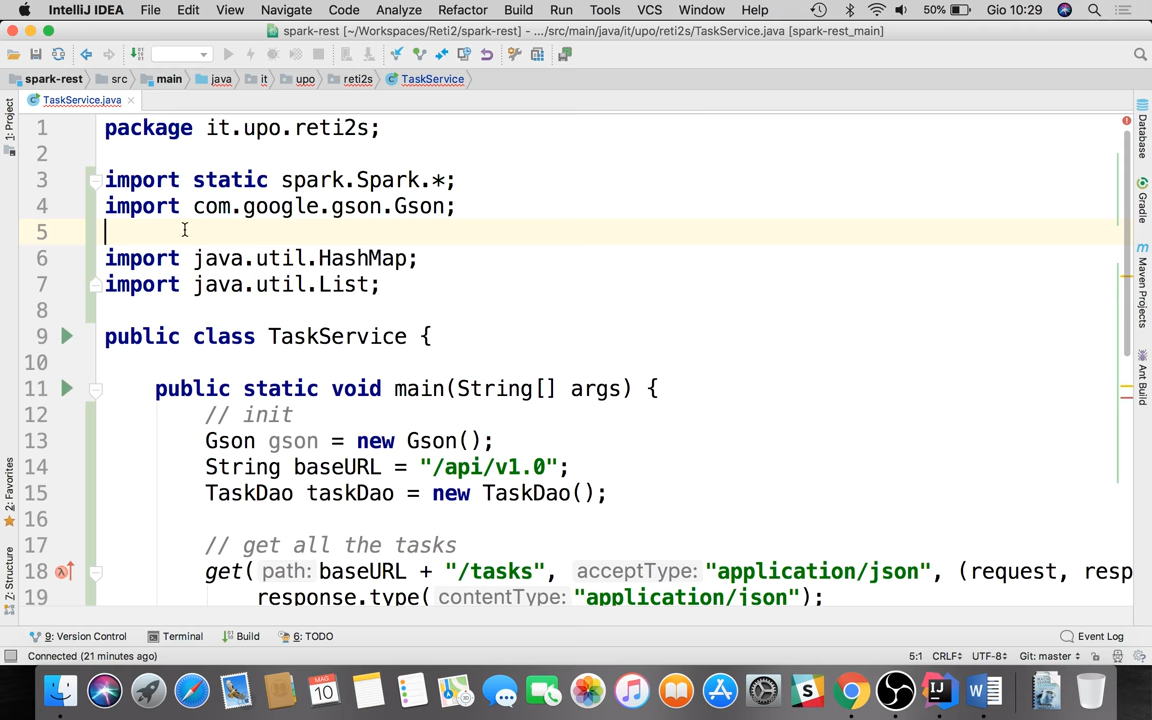 IntelliJ IDEA File Edit View Navigate Code Analyze Refactor Build Run Tools VCS Window Help 50% Gio 10:29
spark-rest [~/Workspaces/Reti2/spark-rest] - .../src/main/java/it/upo/reti2s/TaskService.java [spark-rest_main]
spark-rest src main java it upo reti2s TaskService
TaskService.java
1: Project
Database
Gradle
Maven Projects
Ant Build
2: Favorites
Z: Structure
1 package it.upo.reti2s;
2
3 import static spark.Spark.*;
4 import com.google.gson.Gson;
5
6 import java.util.HashMap;
7 import java.util.List;
8
9 public class TaskService {
10
11 public static void main(String[] args) {
12 // init
13 Gson gson = new Gson();
14 String baseURL = "/api/v1.0";
15 TaskDao taskDao = new TaskDao();
16
17 // get all the tasks
18 get( path: baseURL + "/tasks", acceptType: "application/json", (request, resp
19 response.type( contentType: "application/json");
9: Version Control Terminal Build 6: TODO Event Log
Connected (21 minutes ago) 5:1 CRLF UTF-8 Git: master
MAG
10